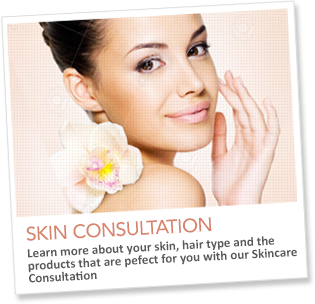 SKIN CONSULTATION
Learn more about your skin, hair type and the
products that are pefect for you with our Skincare
Consultation